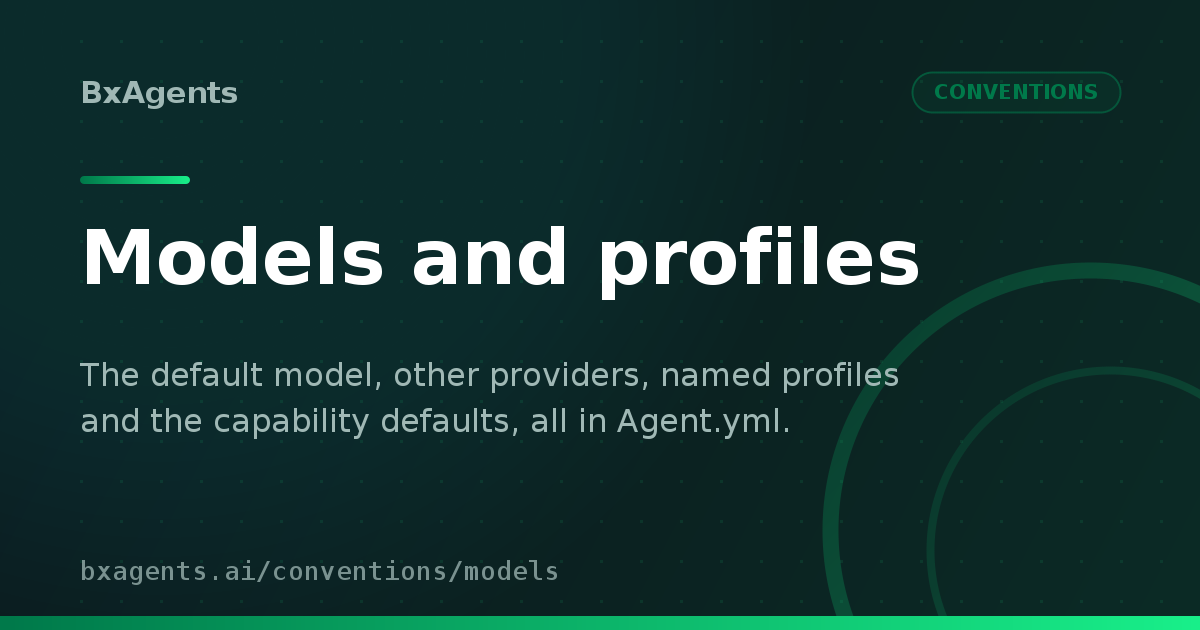 BxAgents
CONVENTIONS
Models and profiles
The default model, other providers, named profiles
and the capability defaults, all in Agent.yml.
bxagents.ai/conventions/models